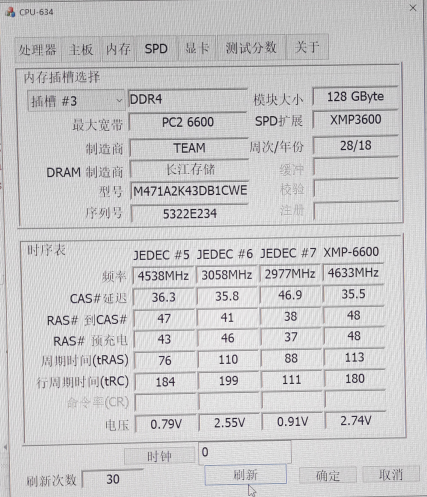 CPU-634
处理器 主板 内存 SPD 显卡 测试分数 关于
内存插槽选择
插槽 #3 DDR4 模块大小 128 GByte
最大宽带 PC2 6600 SPD扩展 XMP3600
制造商 TEAM 周次/年份 28/18
DRAM 制造商 长江存储 缓冲
型号 M471A2K43DB1CWE 校验
序列号 5322E234 注册
时序表
JEDEC #5 JEDEC #6 JEDEC #7 XMP-6600
频率 4538MHz 3058MHz 2977MHz 4633MHz
CAS#延迟 36.3 35.8 46.9 35.5
RAS# 到CAS# 47 41 38 48
RAS# 预充电 43 46 37 48
周期时间(tRAS) 76 110 88 113
行周期时间(tRC) 184 199 111 180
命令率(CR)
电压 0.79V 2.55V 0.91V 2.74V
时钟 0
刷新次数 30 刷新 确定 取消